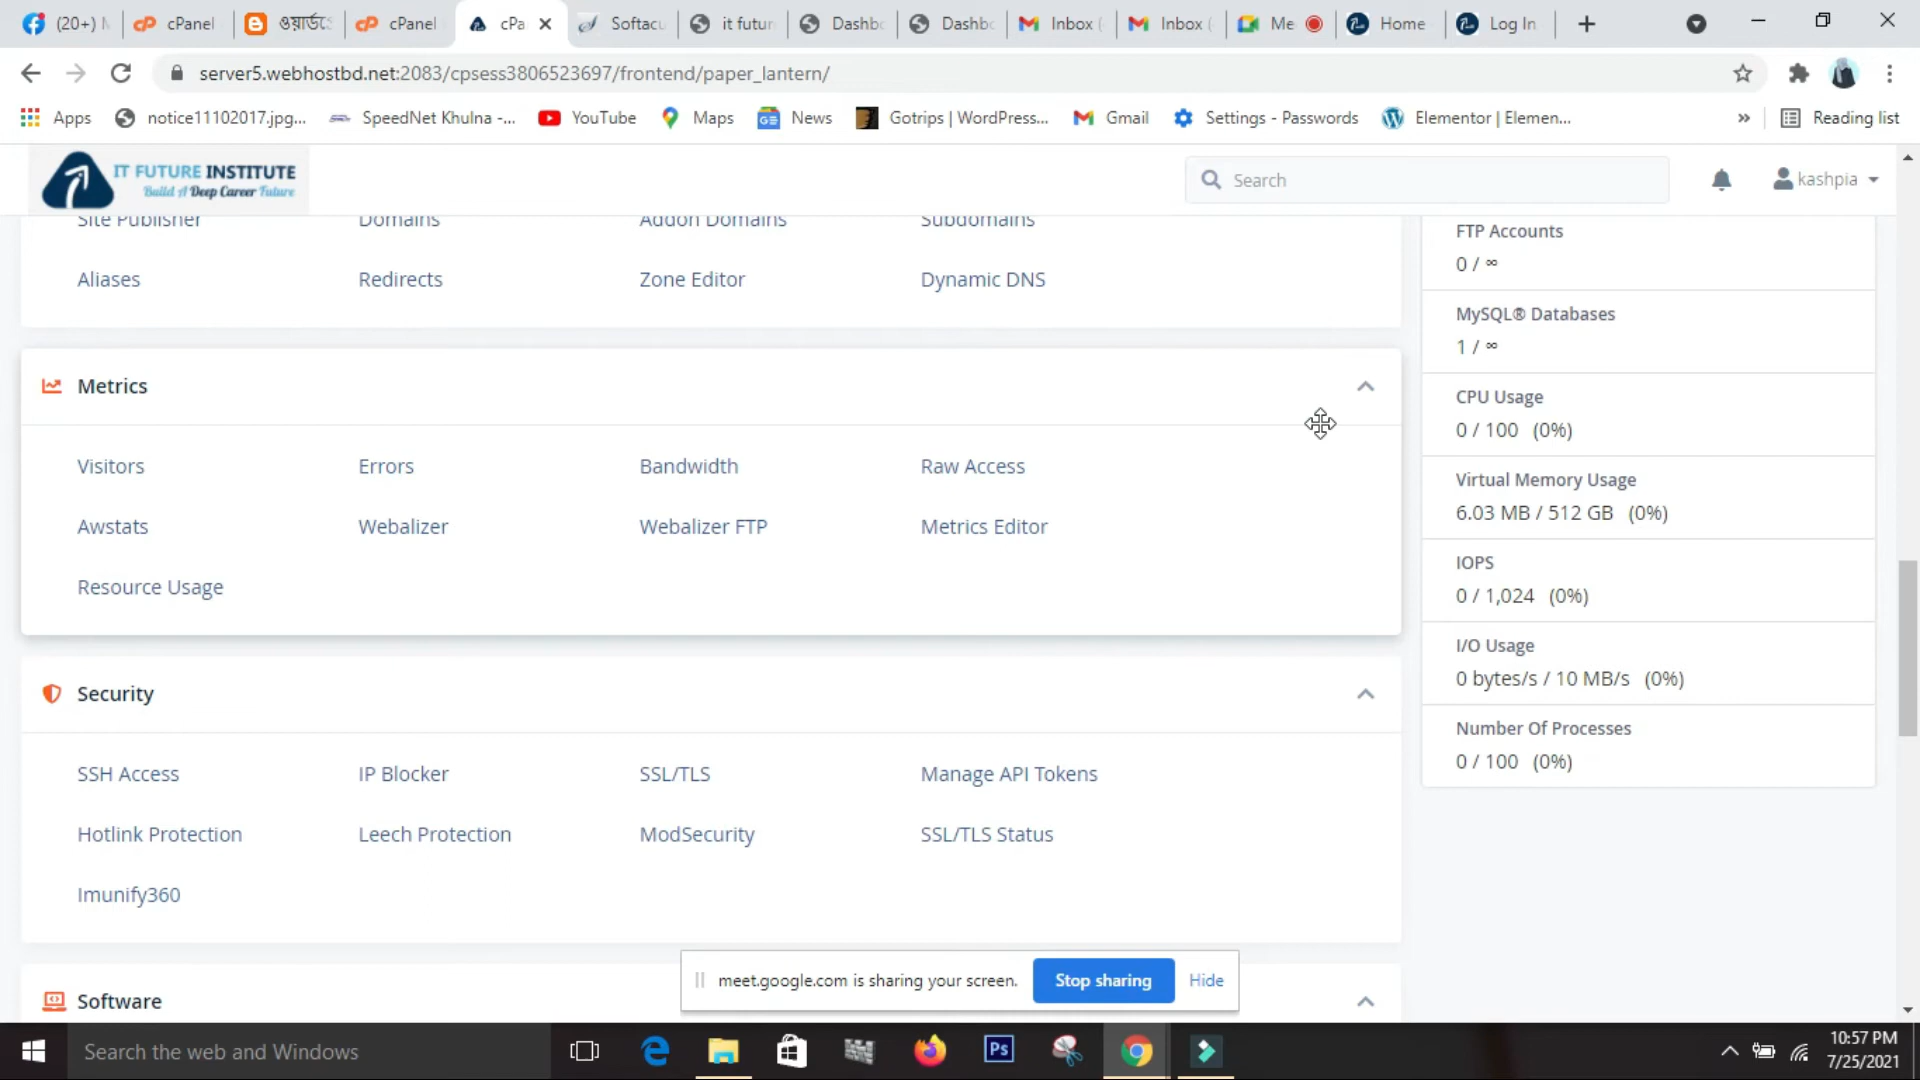 (20+) M
cPanel
ওয়ার্ডে
cPanel
cPa
Softacu
it futur
Dashbo
Dashbo
Inbox (
Inbox (
Me
Home
Log In
server5.webhostbd.net:2083/cpsess3806523697/frontend/paper_lantern/
Apps
notice11102017.jpg...
SpeedNet Khulna -...
YouTube
Maps
News
Gotrips | WordPress...
Gmail
Settings - Passwords
Elementor | Elemen...
»
Reading list
IT FUTURE INSTITUTE
Build A Deep Career Future
Search
kashpia
Site Publisher
Domains
Addon Domains
Subdomains
Aliases
Redirects
Zone Editor
Dynamic DNS
Metrics
Visitors
Errors
Bandwidth
Raw Access
Awstats
Webalizer
Webalizer FTP
Metrics Editor
Resource Usage
Security
SSH Access
IP Blocker
SSL/TLS
Manage API Tokens
Hotlink Protection
Leech Protection
ModSecurity
SSL/TLS Status
Imunify360
Software
FTP Accounts
0 / ∞
MySQL® Databases
1 / ∞
CPU Usage
0 / 100 (0%)
Virtual Memory Usage
6.03 MB / 512 GB (0%)
IOPS
0 / 1,024 (0%)
I/O Usage
0 bytes/s / 10 MB/s (0%)
Number Of Processes
0 / 100 (0%)
meet.google.com is sharing your screen.
Stop sharing
Hide
Search the web and Windows
Ps
10:57 PM
7/25/2021